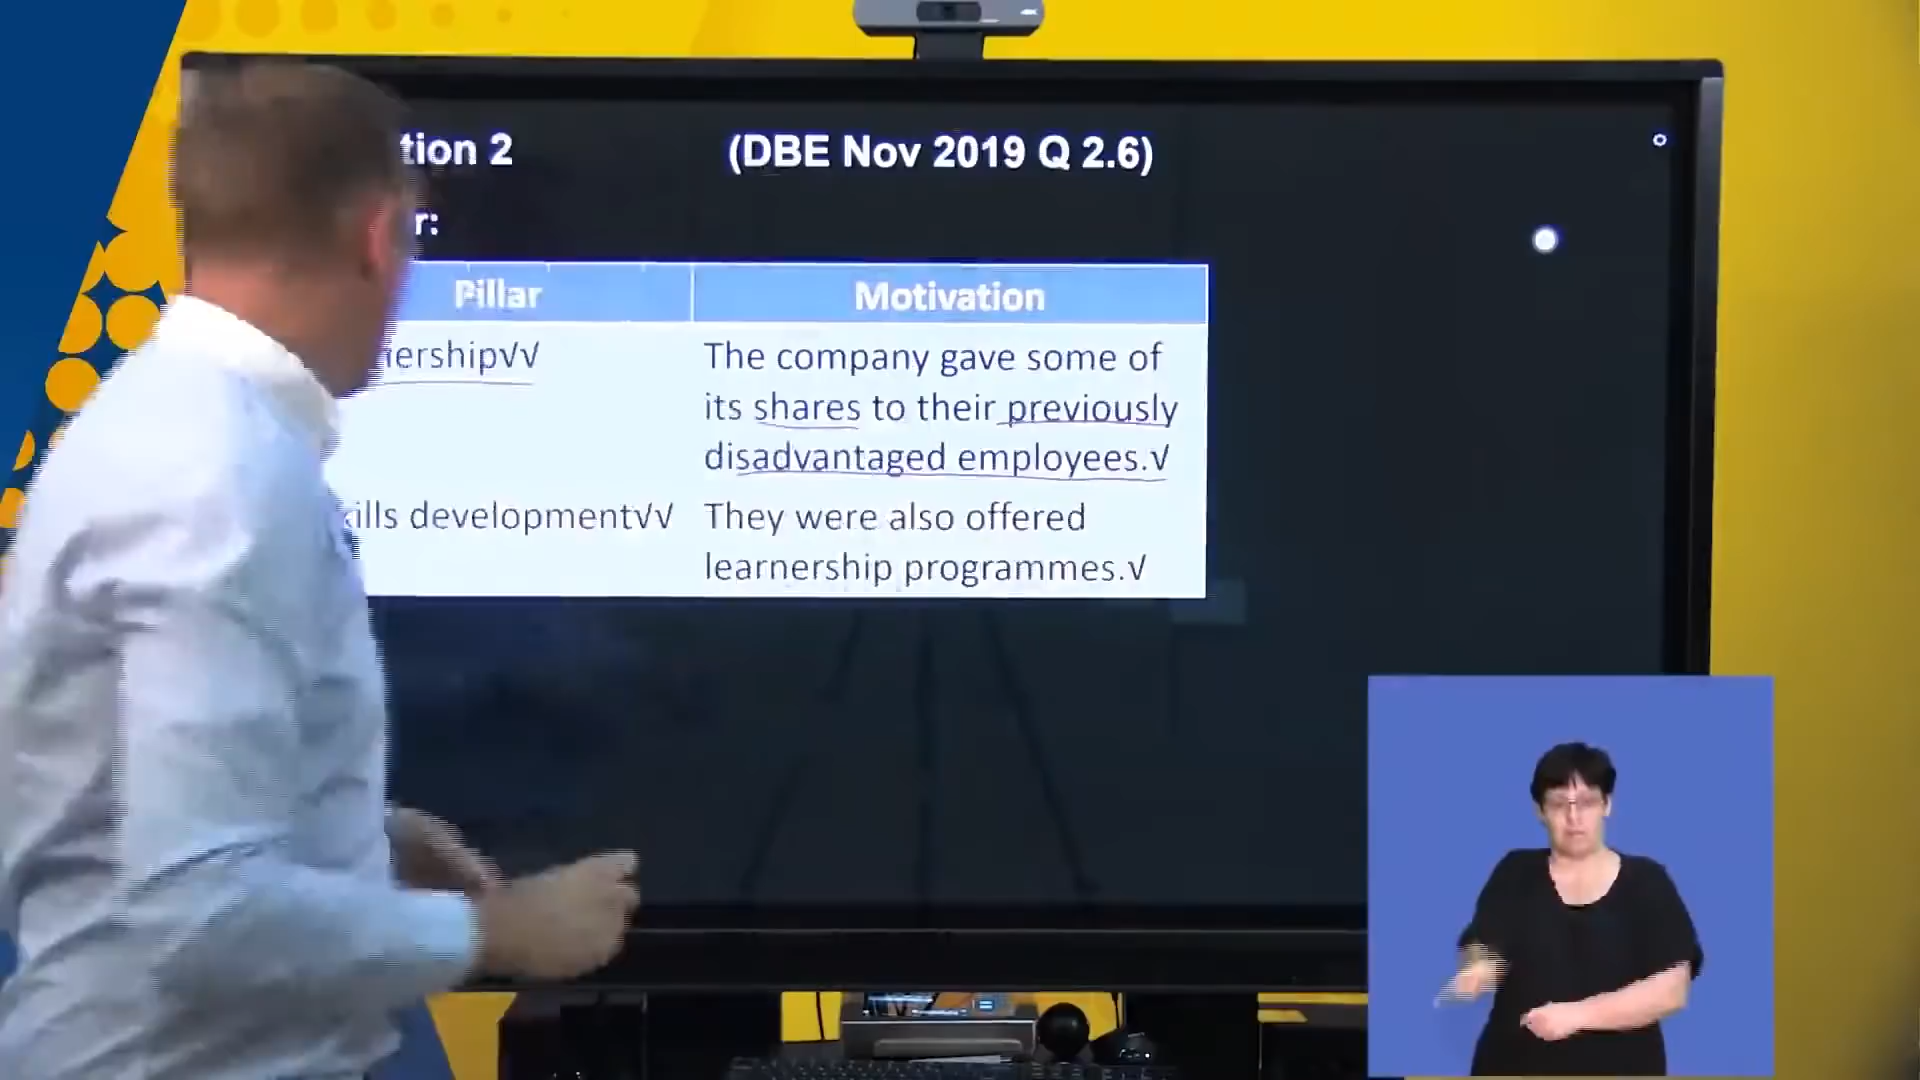 tion 2 (DBE Nov 2019 Q 2.6)
r:
Pillar Motivation
nership√√ The company gave some of
its shares to their previously
disadvantaged employees.√
ills development√√ They were also offered
learnership programmes.√